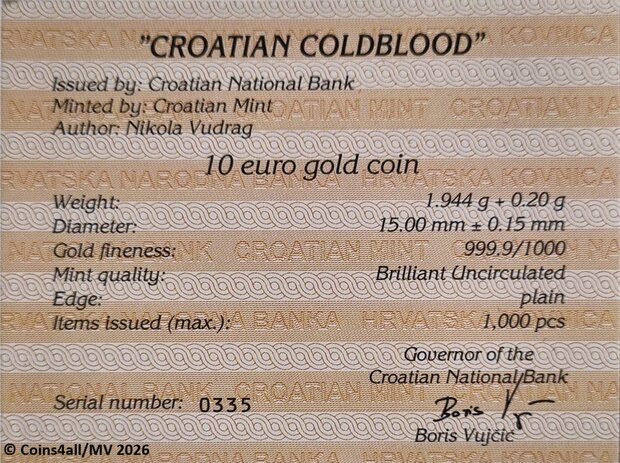 "CROATIAN COLDBLOOD"
Issued by: Croatian National Bank
Minted by: Croatian Mint
Author: Nikola Vudrag
10 euro gold coin
Weight: 1.944 g + 0.20 g
Diameter: 15.00 mm ± 0.15 mm
Gold fineness: 999.9/1000
Mint quality: Brilliant Uncirculated
Edge: plain
Items issued (max.): 1,000 pcs
Governor of the
Croatian National Bank
Serial number: 0335
Boris
Boris Vujčić
© Coins4all/MV 2026